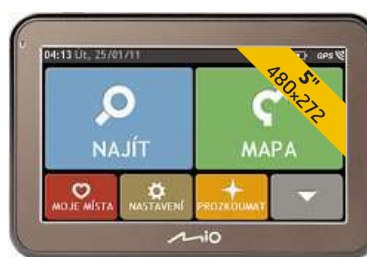 04:13 Út, 25/01/11
GPS
5"
480x272
NAJÍT
MAPA
MOJE MÍSTA
NASTAVENÍ
PROZKOUMAT
Mio